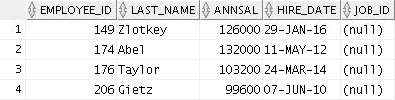 EMPLOYEE_ID LAST_NAME ANNSAL HIRE_DATE JOB_ID
1 149 Zlotkey 126000 29-JAN-16 (null)
2 174 Abel 132000 11-MAY-12 (null)
3 176 Taylor 103200 24-MAR-14 (null)
4 206 Gietz 99600 07-JUN-10 (null)